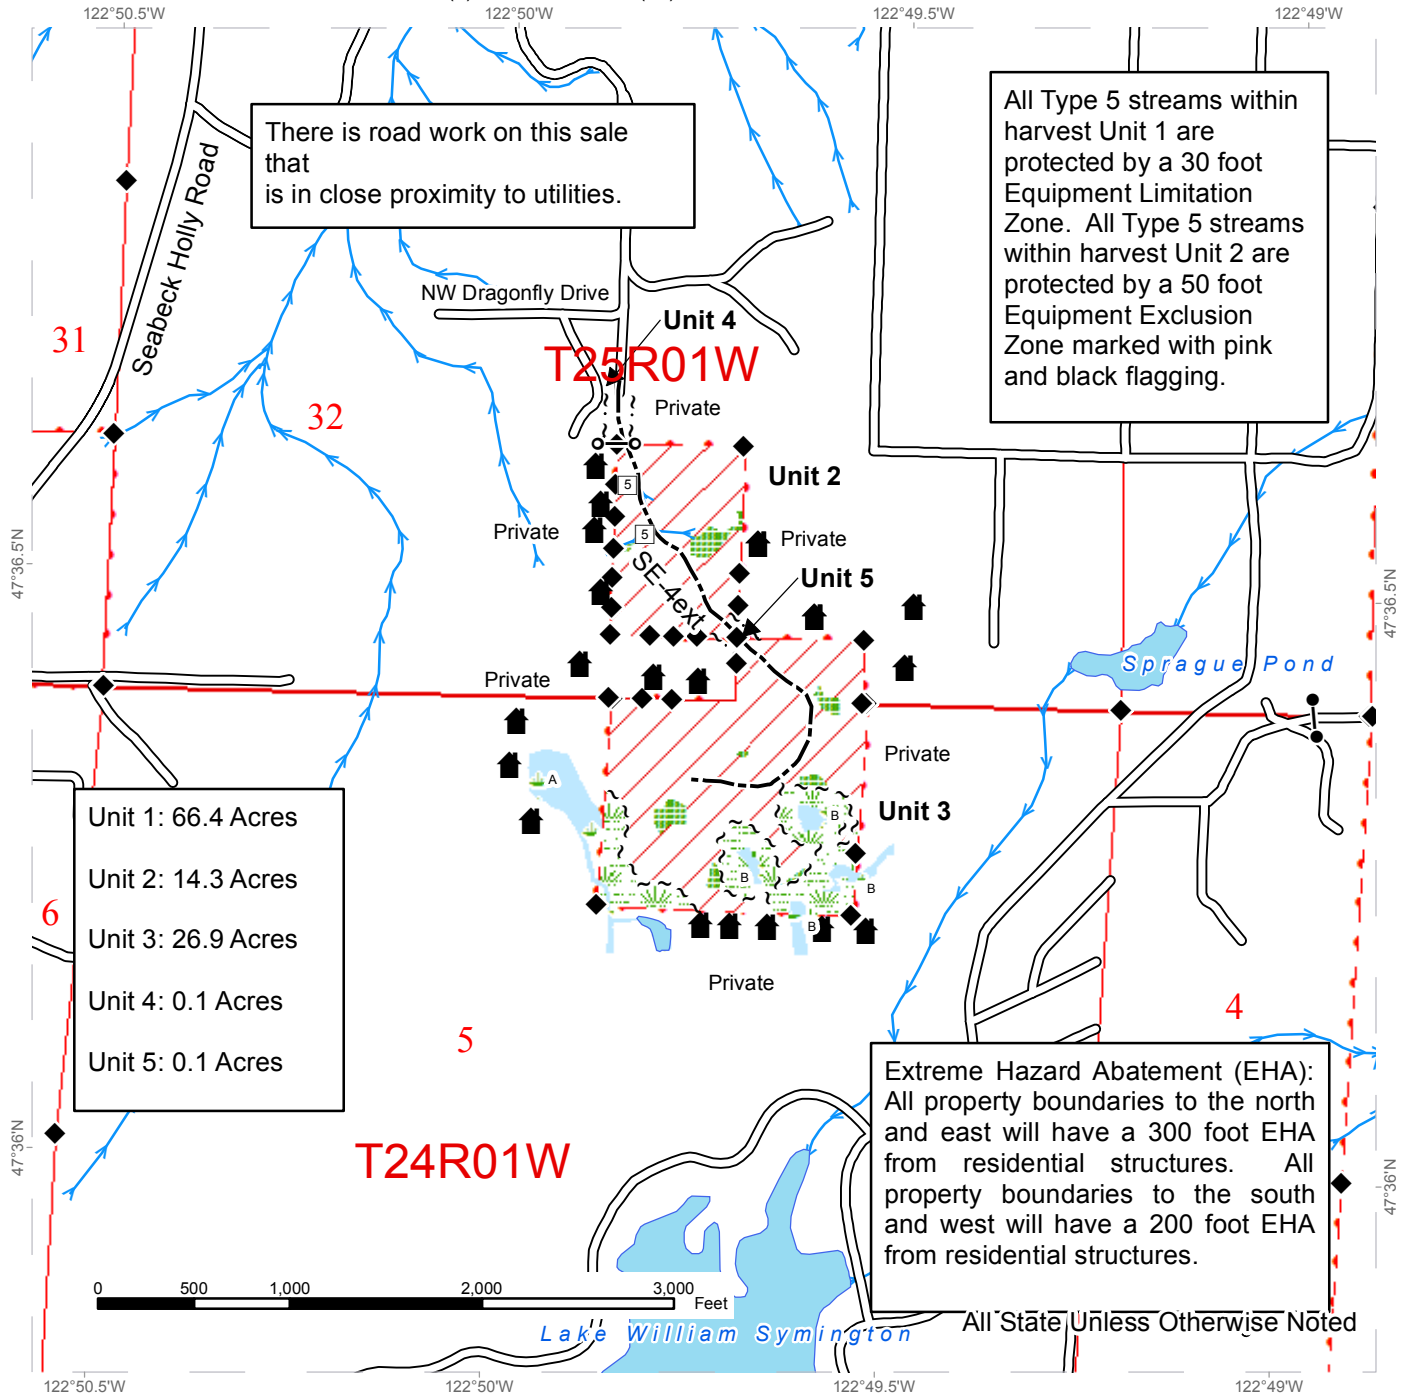 122°50.5'W
122°50'W
122°49.5'W
122°49'W
There is road work on this sale
that
is in close proximity to utilities.
All Type 5 streams within
harvest Unit 1 are
protected by a 30 foot
Equipment Limitation
Zone. All Type 5 streams
within harvest Unit 2 are
protected by a 50 foot
Equipment Exclusion
Zone marked with pink
and black flagging.
Seabeck Holly Road
NW Dragonfly Drive
Unit 4
31
T25R01W
Private
32
Unit 2
5
Private
5
Private
47°36.5'N
SE-4ext
Unit 5
47°36.5'N
Sprague Pond
Private
Private
A
Unit 3
B
B
B
B
Private
Unit 1: 66.4 Acres
Unit 2: 14.3 Acres
Unit 3: 26.9 Acres
Unit 4: 0.1 Acres
Unit 5: 0.1 Acres
6
5
4
Extreme Hazard Abatement (EHA):
All property boundaries to the north
and east will have a 300 foot EHA
from residential structures. All
property boundaries to the south
and west will have a 200 foot EHA
from residential structures.
47°36'N
T24R01W
47°36'N
0 500 1,000 2,000 3,000
Feet
Lake William Symington
All State Unless Otherwise Noted
122°50.5'W
122°50'W
122°49.5'W
122°49'W